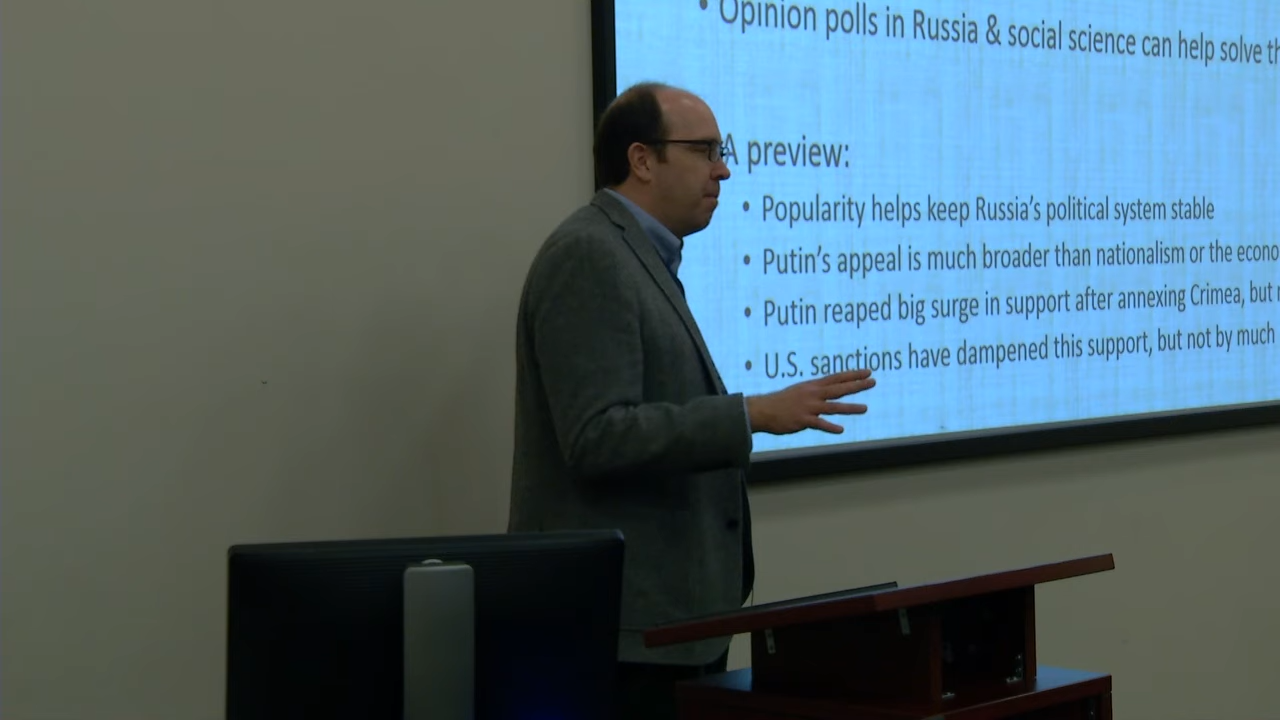 • Opinion polls in Russia & social science can help solve th
A preview:
• Popularity helps keep Russia's political system stable
• Putin's appeal is much broader than nationalism or the econo
• Putin reaped big surge in support after annexing Crimea, but
• U.S. sanctions have dampened this support, but not by much